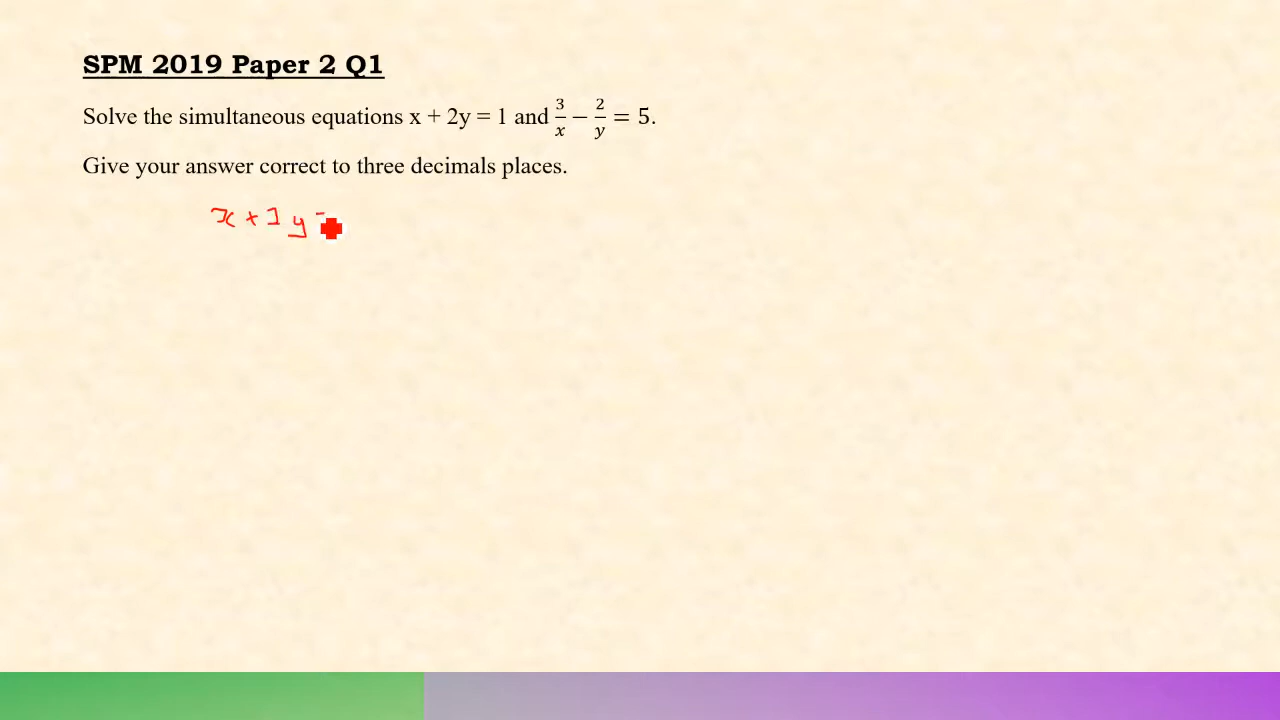 SPM 2019 Paper 2 Q1
Solve the simultaneous equations x + 2y = 1 and 3/x − 2/y = 5.
Give your answer correct to three decimals places.
x + 2y